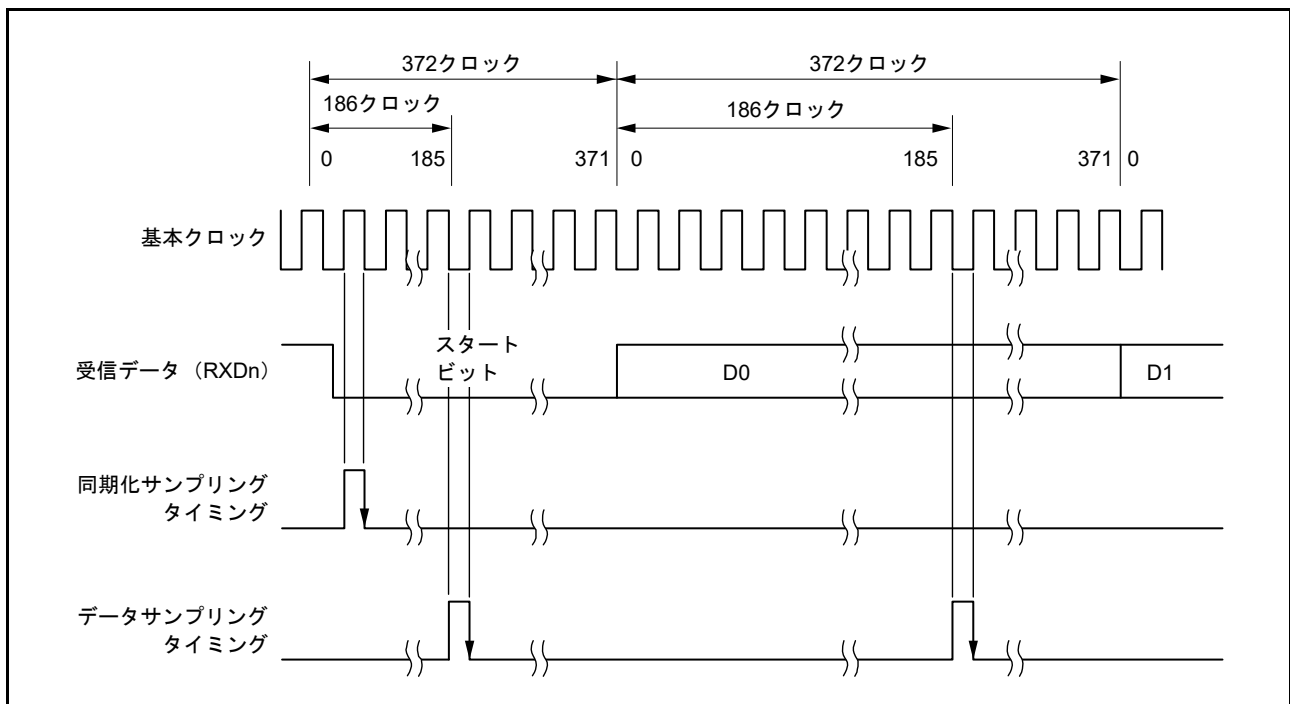 372クロック 372クロック
186クロック 186クロック
0 185 371 0 185 371 0
基本クロック
スタート
ビット
受信データ（RXDn） D0 D1
同期化サンプリング
タイミング
データサンプリング
タイミング